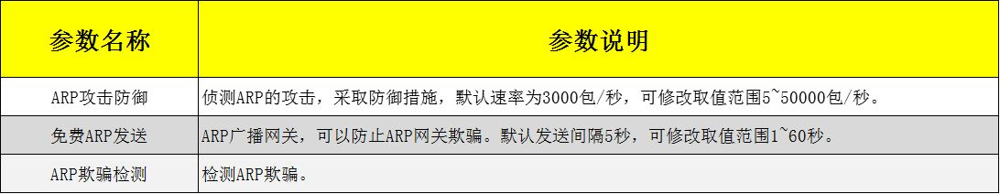 参数名称 参数说明
ARP攻击防御 侦测ARP的攻击，采取防御措施，默认速率为3000包/秒，可修改取值范围5~50000包/秒。
免费ARP发送 ARP广播网关，可以防止ARP网关欺骗。默认发送间隔5秒，可修改取值范围1~60秒。
ARP欺骗检测 检测ARP欺骗。